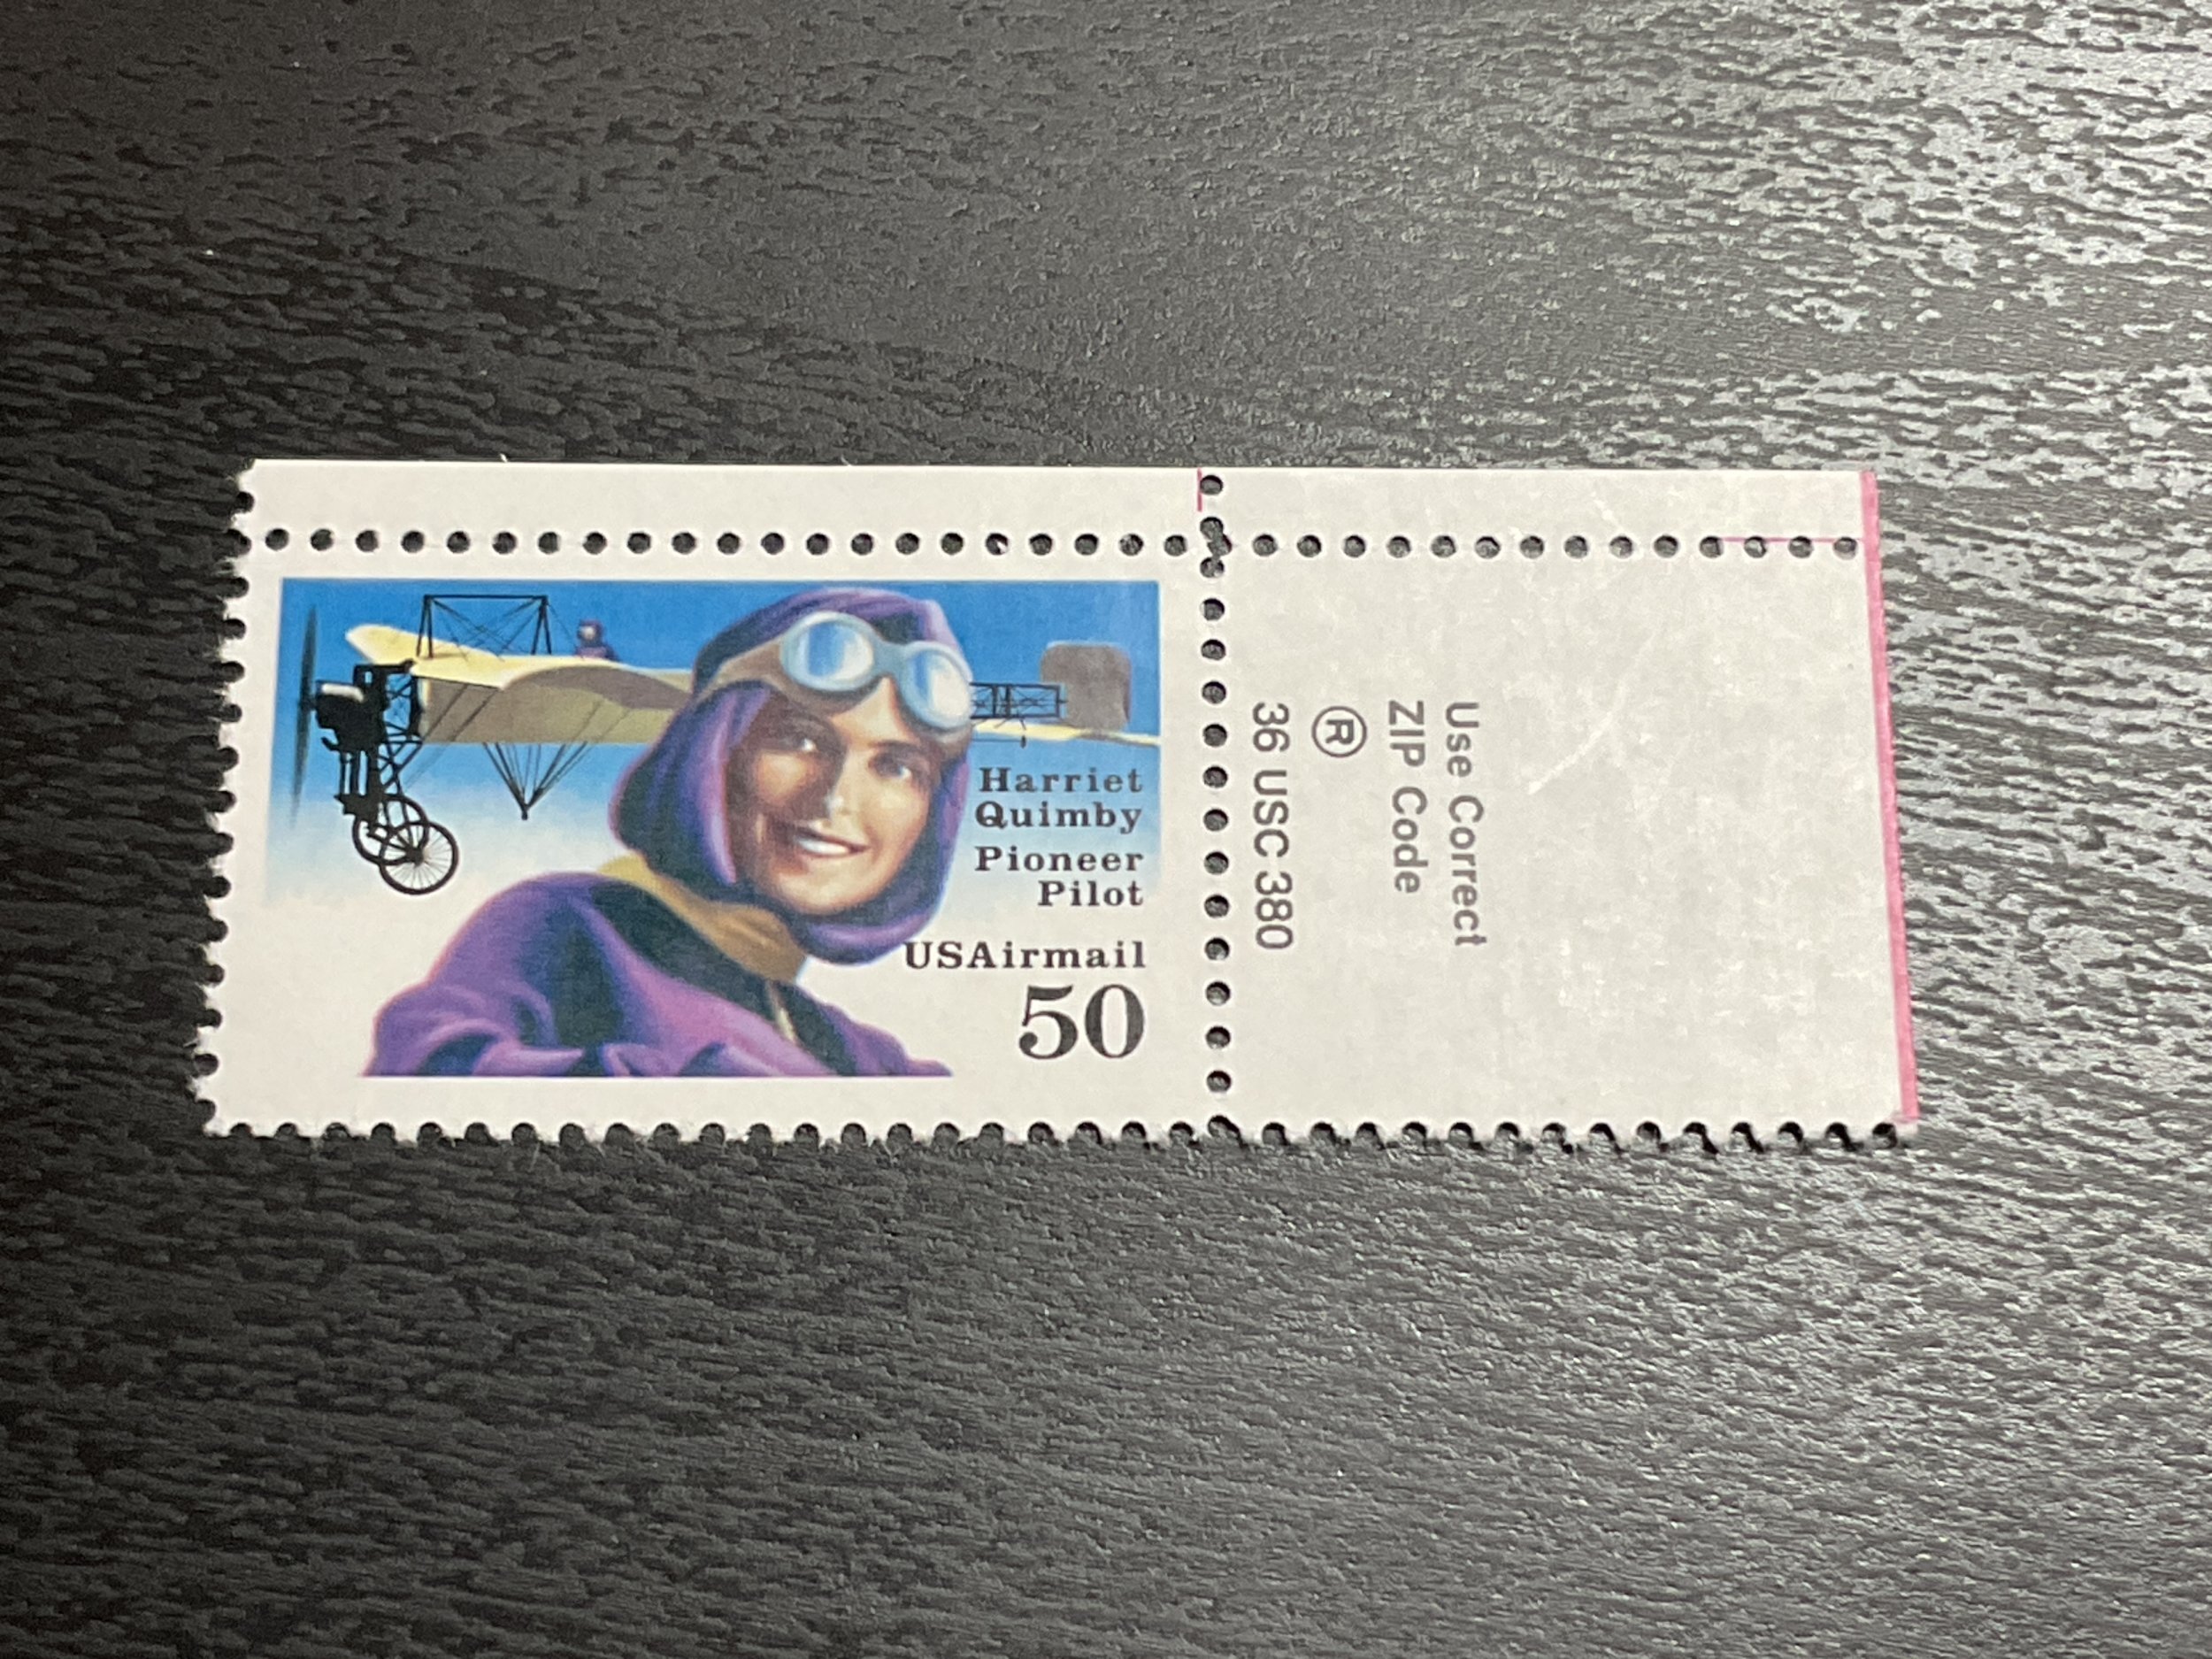 Harriet
Quimby
Pioneer
Pilot
USAirmail
50
Use Correct
ZIP Code
®
36 USC 380